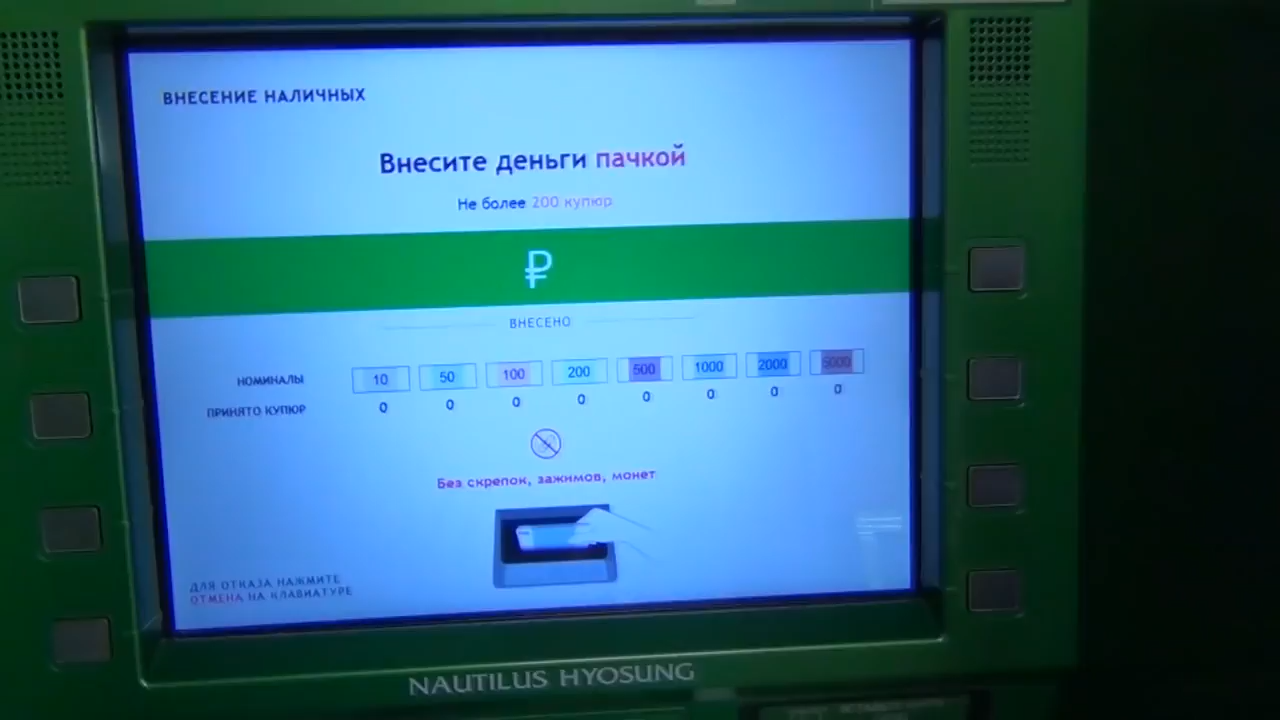 ВНЕСЕНИЕ НАЛИЧНЫХ
Внесите деньги пачкой
Не более 200 купюр
₽
ВНЕСЕНО
НОМИНАЛЫ 10 50 100 200 500 1000 2000 5000
ПРИНЯТО КУПЮР 0 0 0 0 0 0 0 0
Без скрепок, зажимов, монет
ДЛЯ ОТКАЗА НАЖМИТЕ
ОТМЕНА НА КЛАВИАТУРЕ
NAUTILUS HYOSUNG